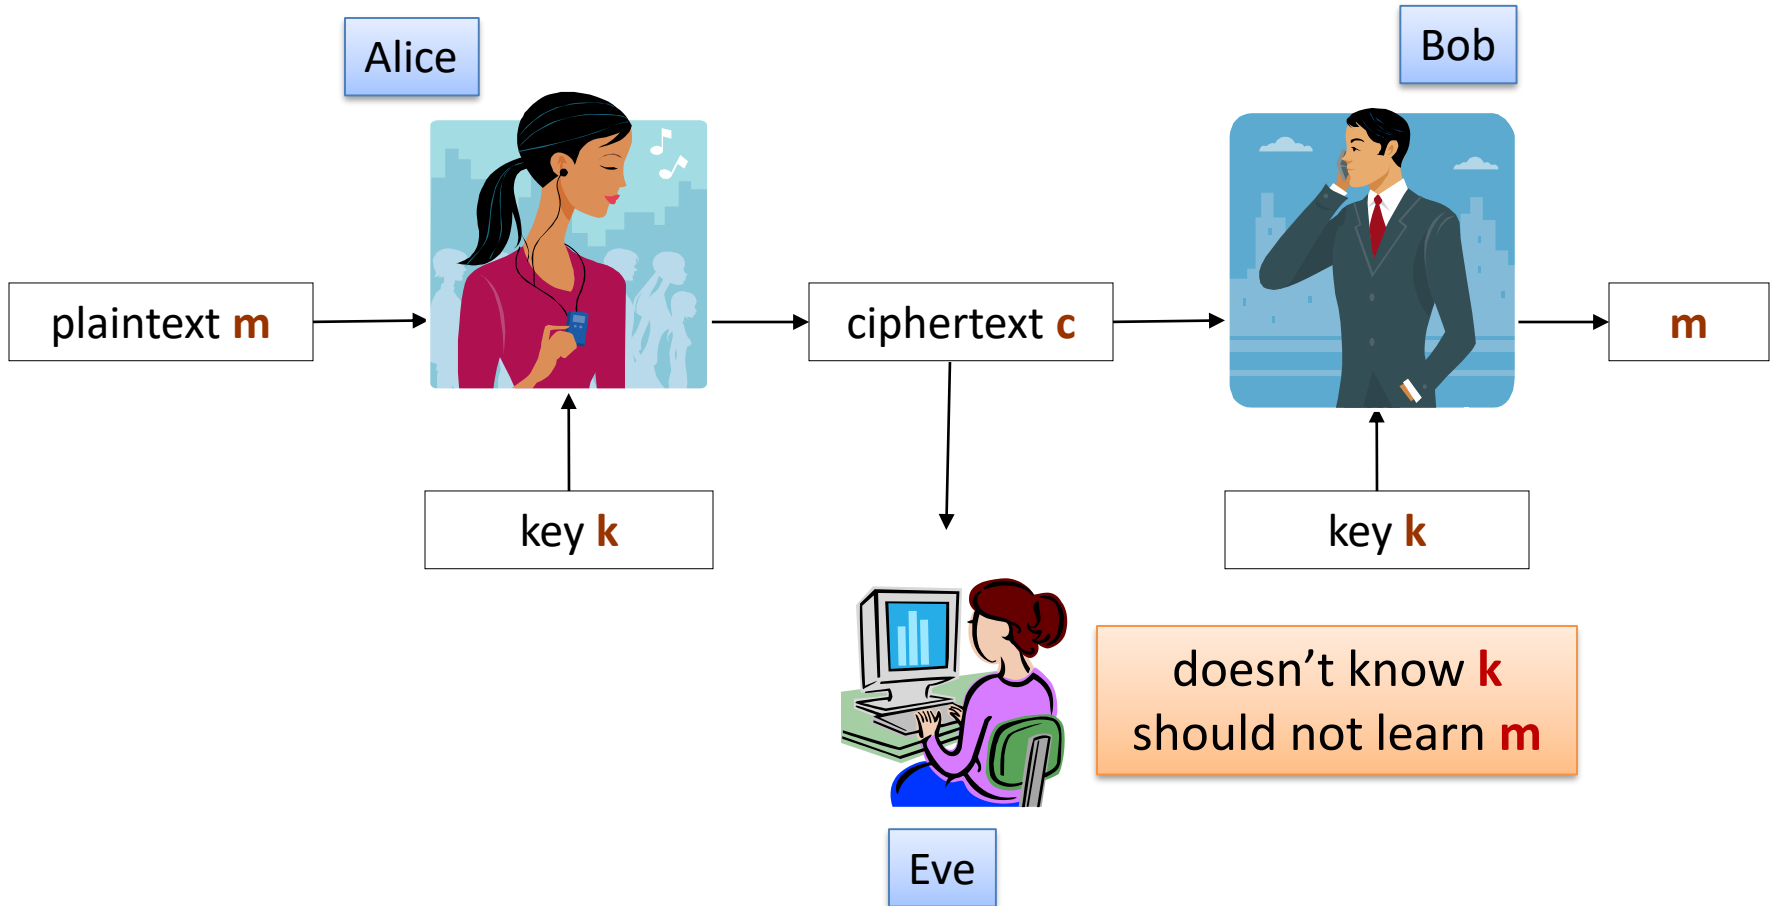 Alice
Bob
plaintext m
ciphertext c
m
key k
key k
doesn’t know k
should not learn m
Eve